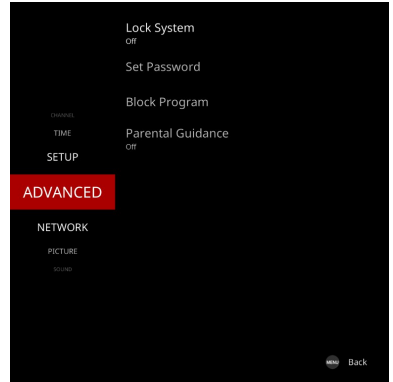 Lock System
Off
Set Password
Block Program
Parental Guidance
Off
CHANNEL
TIME
SETUP
ADVANCED
NETWORK
PICTURE
SOUND
MENU Back